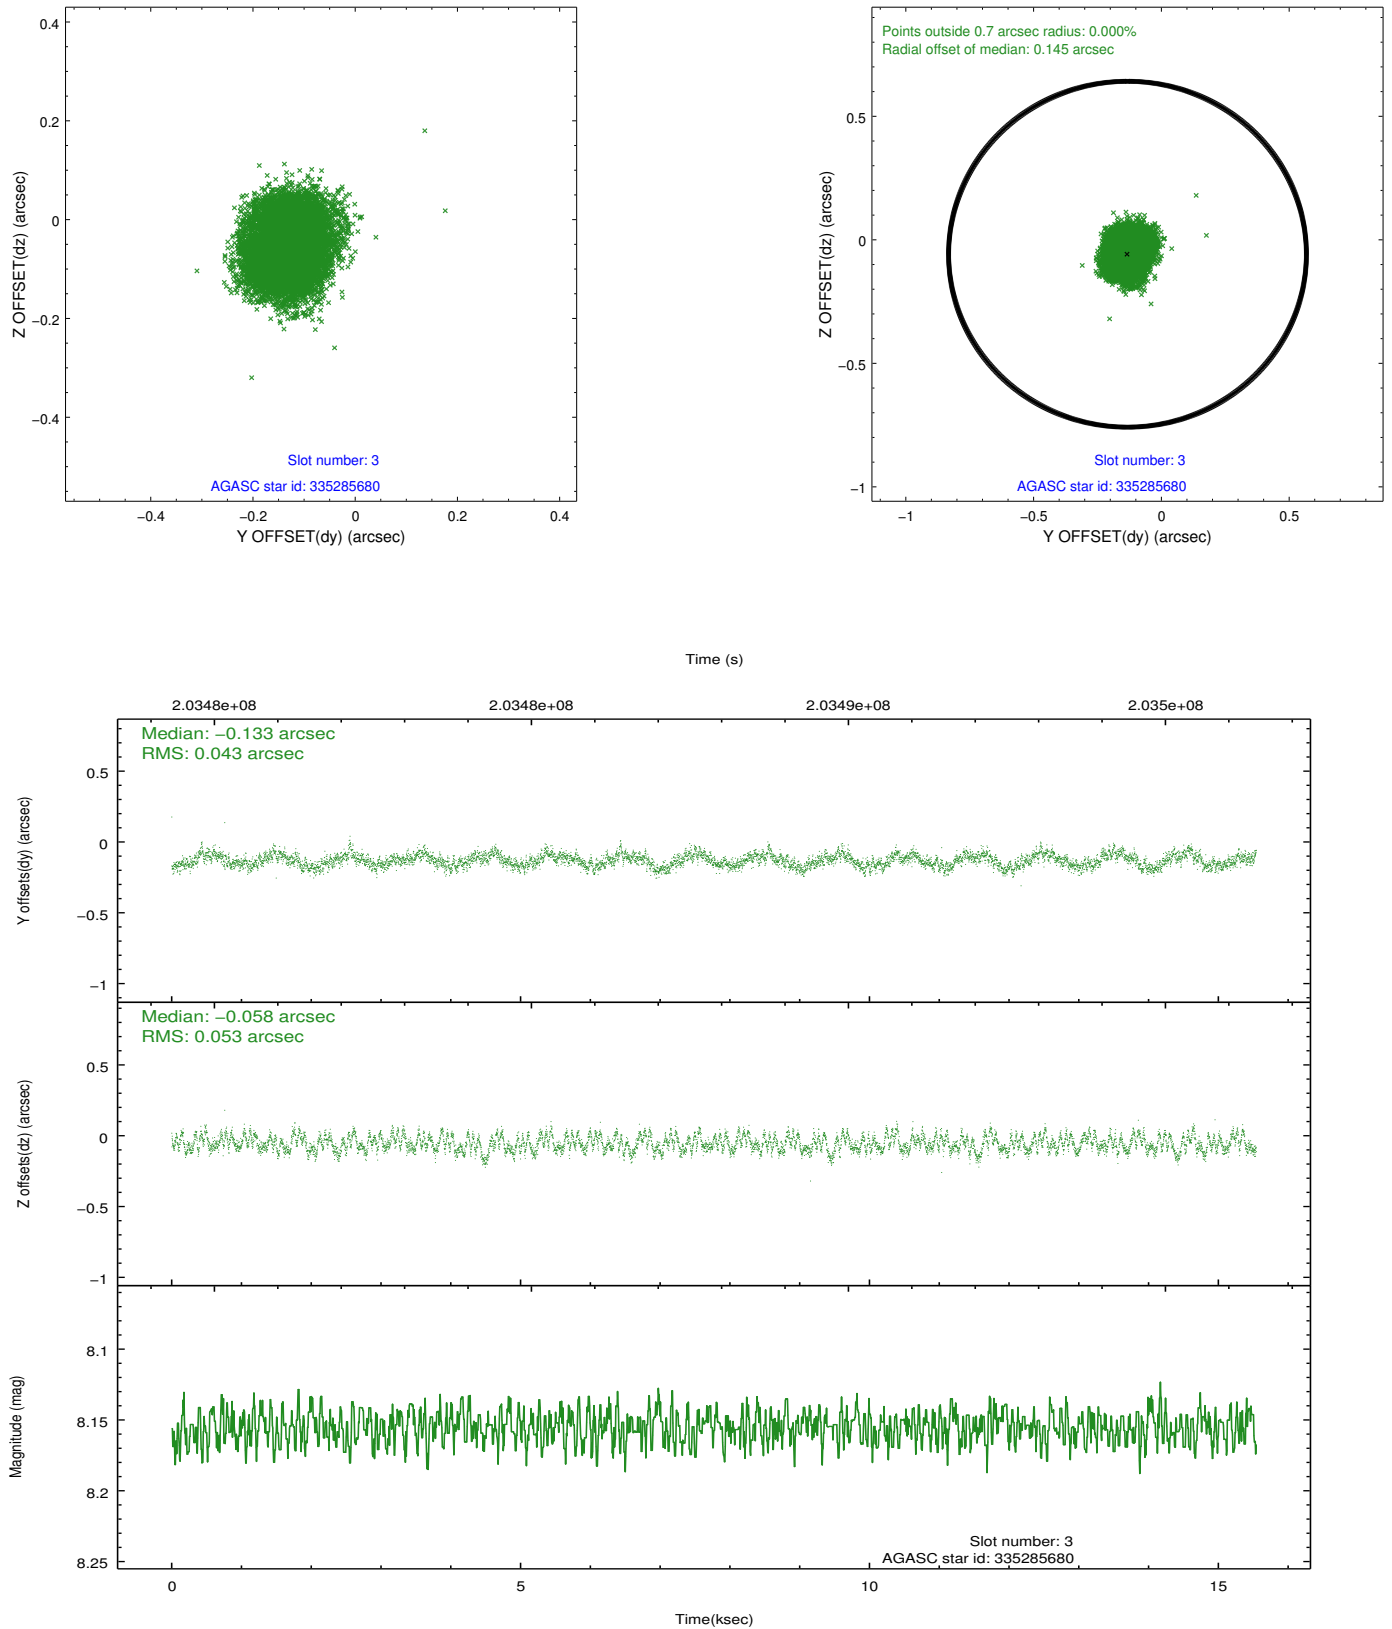 0.4
0.2
0
−0.2
−0.4
Z OFFSET(dz) (arcsec)
Slot number: 3
AGASC star id: 335285680
−0.4 −0.2 0 0.2 0.4
Y OFFSET(dy) (arcsec)
Points outside 0.7 arcsec radius: 0.000%
Radial offset of median: 0.145 arcsec
0.5
0
−0.5
−1
Z OFFSET(dz) (arcsec)
Slot number: 3
AGASC star id: 335285680
−1 −0.5 0 0.5
Y OFFSET(dy) (arcsec)
Time (s)
2.0348e+08 2.0348e+08 2.0349e+08 2.035e+08
Median: −0.133 arcsec
RMS: 0.043 arcsec
0.5
0
−0.5
−1
Y offsets(dy) (arcsec)
Median: −0.058 arcsec
RMS: 0.053 arcsec
0.5
0
−0.5
−1
Z offsets(dz) (arcsec)
8.1
8.15
8.2
8.25
Magnitude (mag)
Slot number: 3
AGASC star id: 335285680
0 5 10 15
Time(ksec)